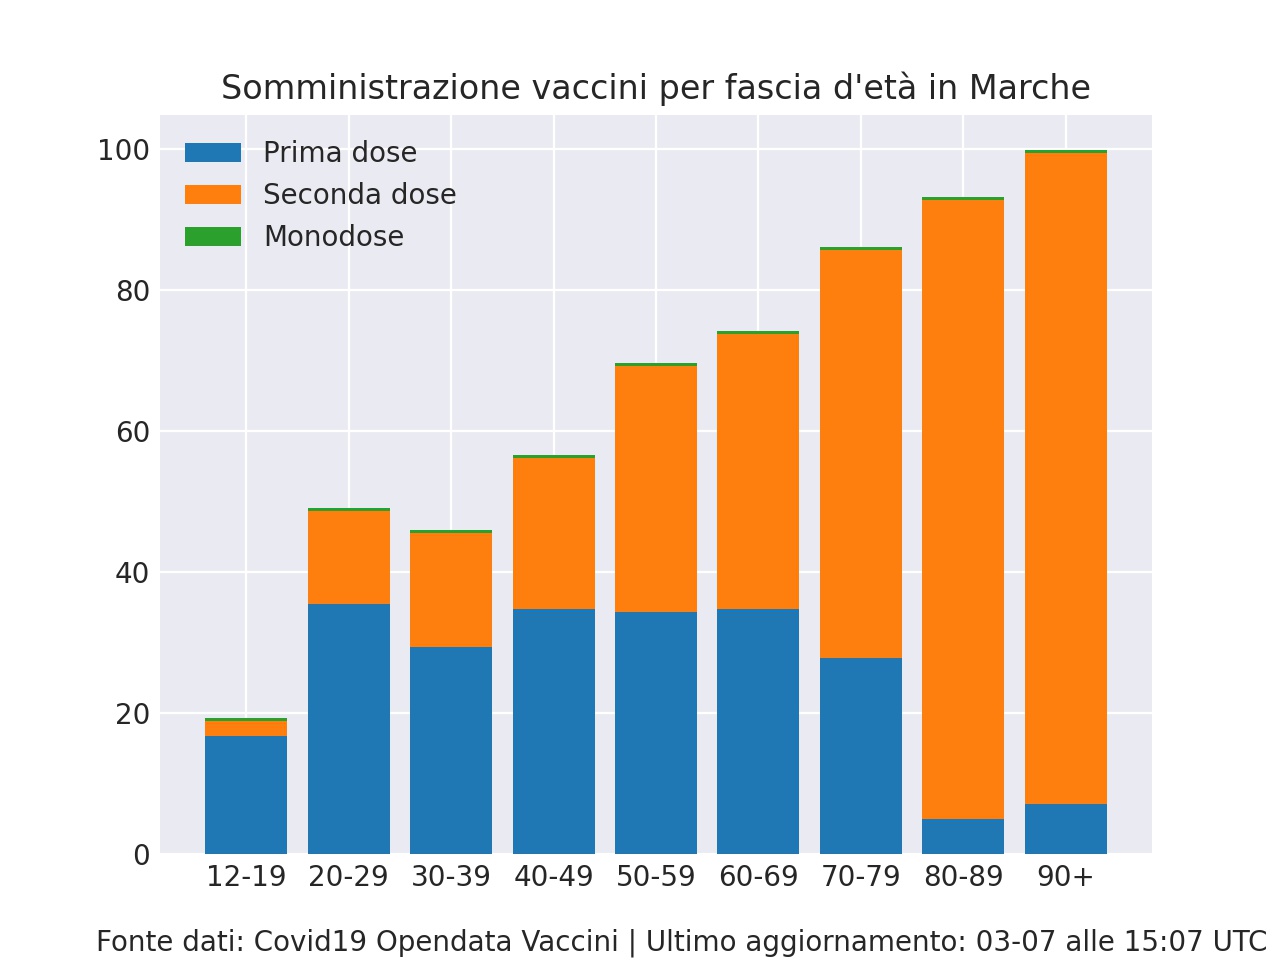 Somministrazione vaccini per fascia d'età in Marche
Prima dose
Seconda dose
Monodose
100
80
60
40
20
0
12-19 20-29 30-39 40-49 50-59 60-69 70-79 80-89 90+
Fonte dati: Covid19 Opendata Vaccini | Ultimo aggiornamento: 03-07 alle 15:07 UTC